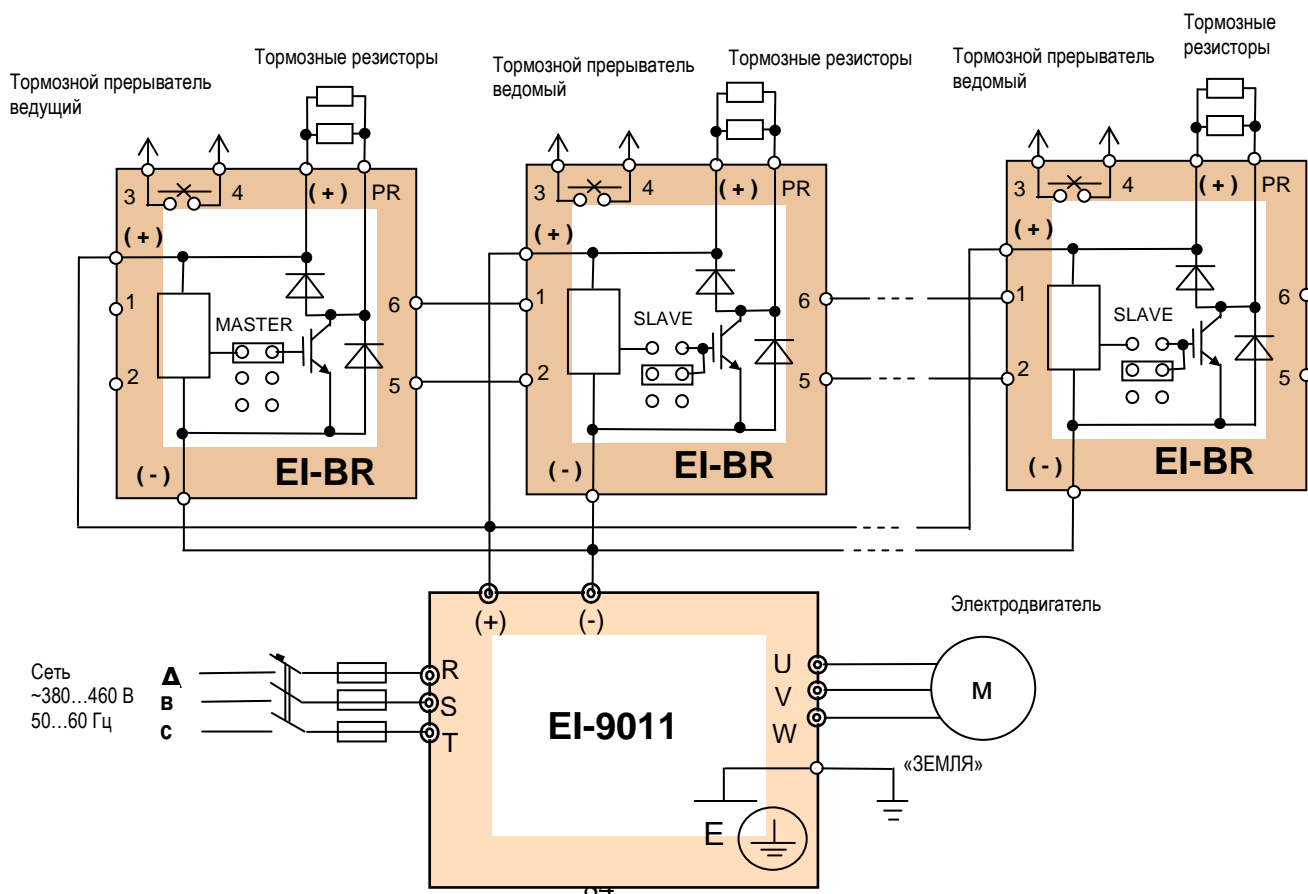 Тормозной прерыватель
ведущий
Тормозные резисторы
Тормозной прерыватель
ведомый
Тормозные резисторы
Тормозной прерыватель
ведомый
Тормозные
резисторы
3
4
(+)
PR
(+)
1
2
MASTER
6
5
(-)
EI-BR
3
4
(+)
PR
(+)
1
2
SLAVE
6
5
(-)
EI-BR
3
4
(+)
PR
(+)
1
2
SLAVE
6
5
(-)
EI-BR
(+)
(-)
Сеть
~380...460 В
50...60 Гц
A
B
C
R
S
T
EI-9011
U
V
W
E
Электродвигатель
M
«ЗЕМЛЯ»